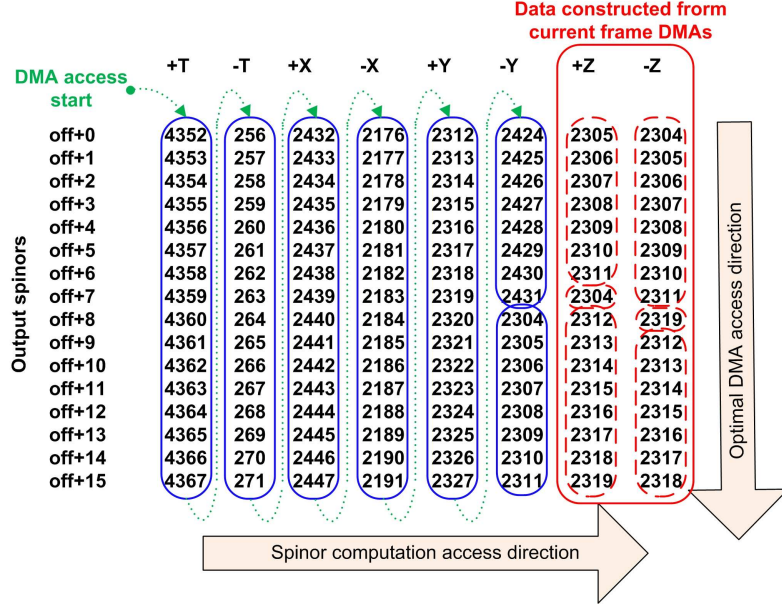 Data constructed frorm
current frame DMAs
+T -T +X -X +Y -Y +Z -Z
DMA access
start
off+0 4352 256 2432 2176 2312 2424 2305 2304
off+1 4353 257 2433 2177 2313 2425 2306 2305
off+2 4354 258 2434 2178 2314 2426 2307 2306
off+3 4355 259 2435 2179 2315 2427 2308 2307
off+4 4356 260 2436 2180 2316 2428 2309 2308
off+5 4357 261 2437 2181 2317 2429 2310 2309
off+6 4358 262 2438 2182 2318 2430 2311 2310
off+7 4359 263 2439 2183 2319 2431 2304 2311
off+8 4360 264 2440 2184 2320 2304 2312 2319
off+9 4361 265 2441 2185 2321 2305 2313 2312
off+10 4362 266 2442 2186 2322 2306 2314 2313
off+11 4363 267 2443 2187 2323 2307 2315 2314
off+12 4364 268 2444 2188 2324 2308 2316 2315
off+13 4365 269 2445 2189 2325 2309 2317 2316
off+14 4366 270 2446 2190 2326 2310 2318 2317
off+15 4367 271 2447 2191 2327 2311 2319 2318
Output spinors
Optimal DMA access direction
Spinor computation access direction